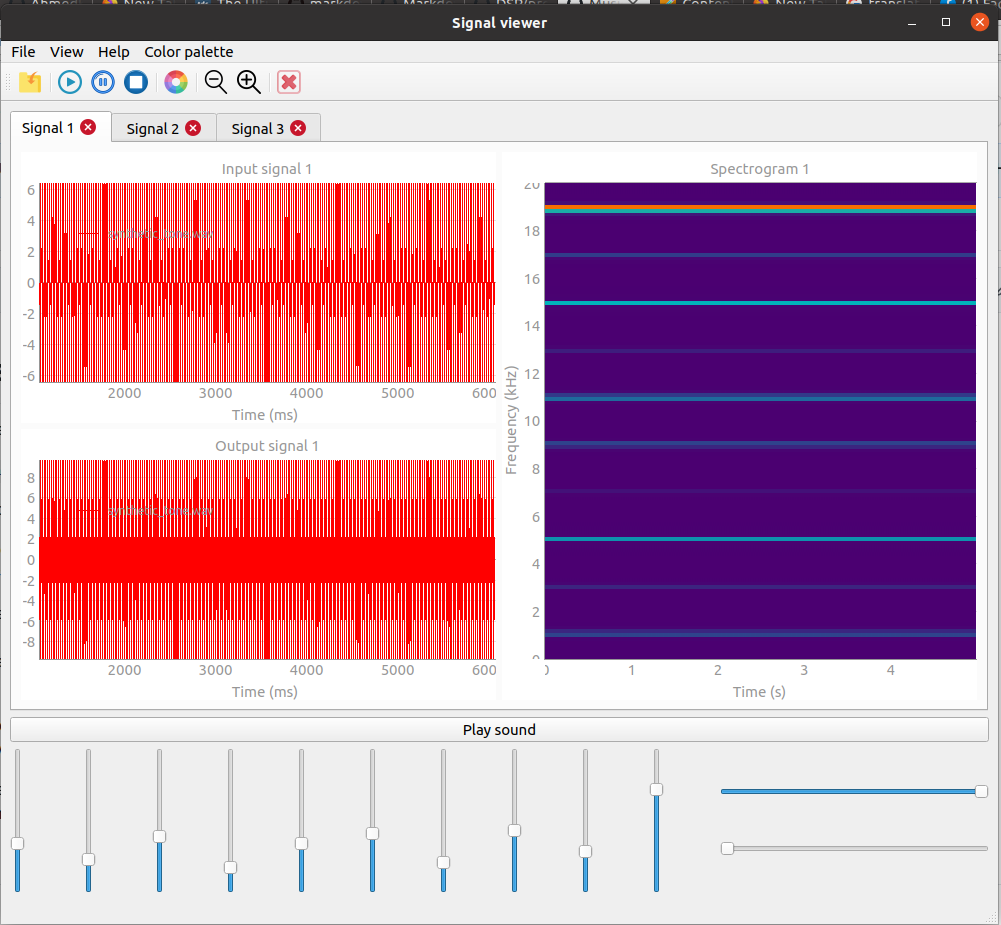 Signal viewer
File View Help Color palette
Signal 1 Signal 2 Signal 3
Input signal 1
6
4
2
0
-2
-4
-6
2000 3000 4000 5000 600
Time (ms)
Output signal 1
synthetic_tone.wav
8
6
4
2
0
-2
-4
-6
-8
2000 3000 4000 5000 600
Time (ms)
Spectrogram 1
20
18
16
14
12
10
8
6
4
2
0
Frequency (kHz)
0 1 2 3 4
Time (s)
Play sound